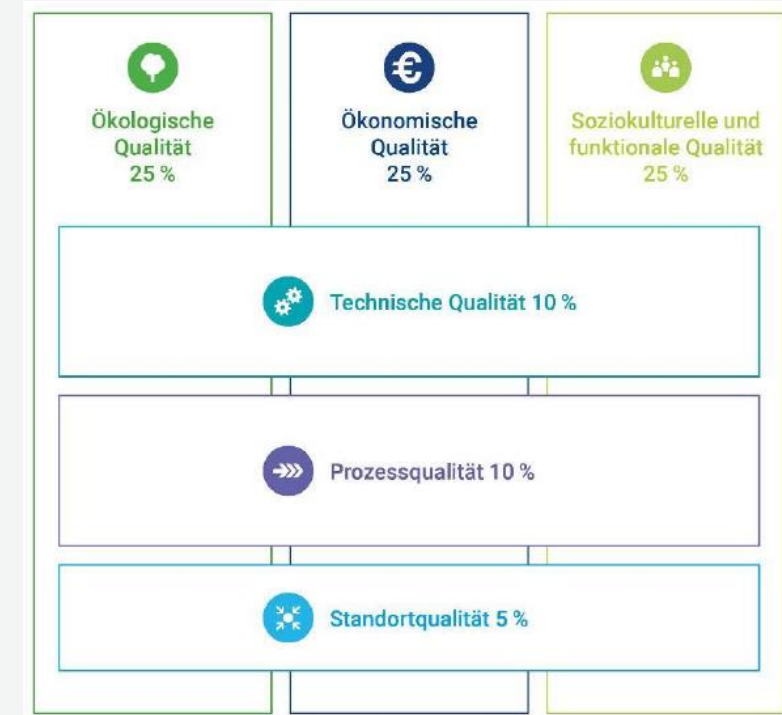 Ökologische
Qualität
25 %
Ökonomische
Qualität
25 %
Soziokulturelle und
funktionale Qualität
25 %
Technische Qualität 10 %
Prozessqualität 10 %
Standortqualität 5 %